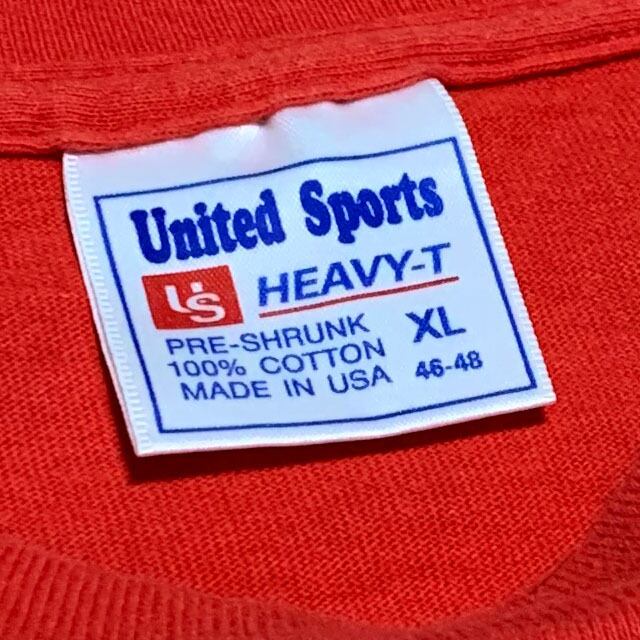 United Sports
US HEAVY-T
PRE-SHRUNK XL
100% COTTON 46-48
MADE IN USA